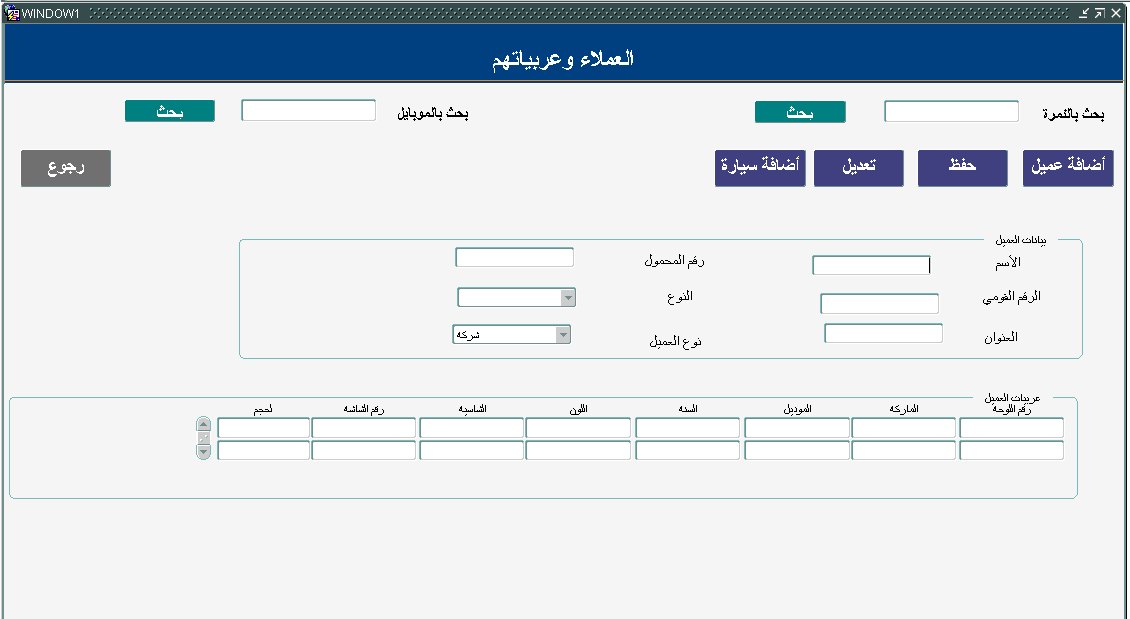 WINDOW1
العملاء وعربياتهم
بحث بالنمرة بحث بحث بالموبايل بحث
أضافة عميل حفظ تعديل أضافة سيارة رجوع
بيانات العميل
الأسم رقم المحمول
الرقم القومي النوع
العنوان نوع العميل شركة
عربيات العميل
رقم اللوحه الماركه الموديل السنه اللون الشاسيه رقم الشاشه لحجم